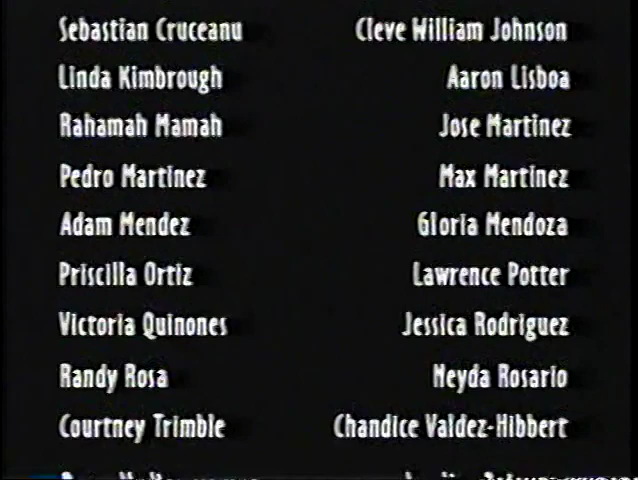 Sebastian Cruceanu Cleve William Johnson
Linda Kimbrough Aaron Lisboa
Rahamah Mamah Jose Martinez
Pedro Martinez Max Martinez
Adam Mendez Gloria Mendoza
Priscilla Ortiz Lawrence Potter
Victoria Quinones Jessica Rodriguez
Randy Rosa Neyda Rosario
Courtney Trimble Chandice Valdez-Hibbert